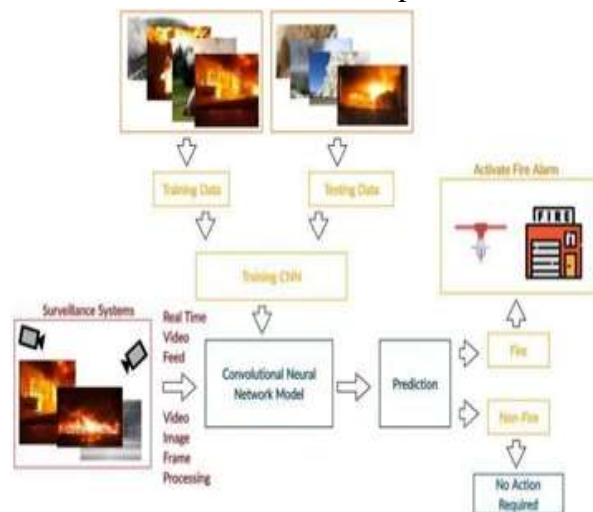 Training Data
Testing Data
Activate Fire Alarm
FIRE
Training CNN
Surveillance Systems
Real Time
Video
Feed
Video
Image
Frame
Processing
Convolutional Neural
Network Model
Prediction
Fire
Non-Fire
No Action
Required